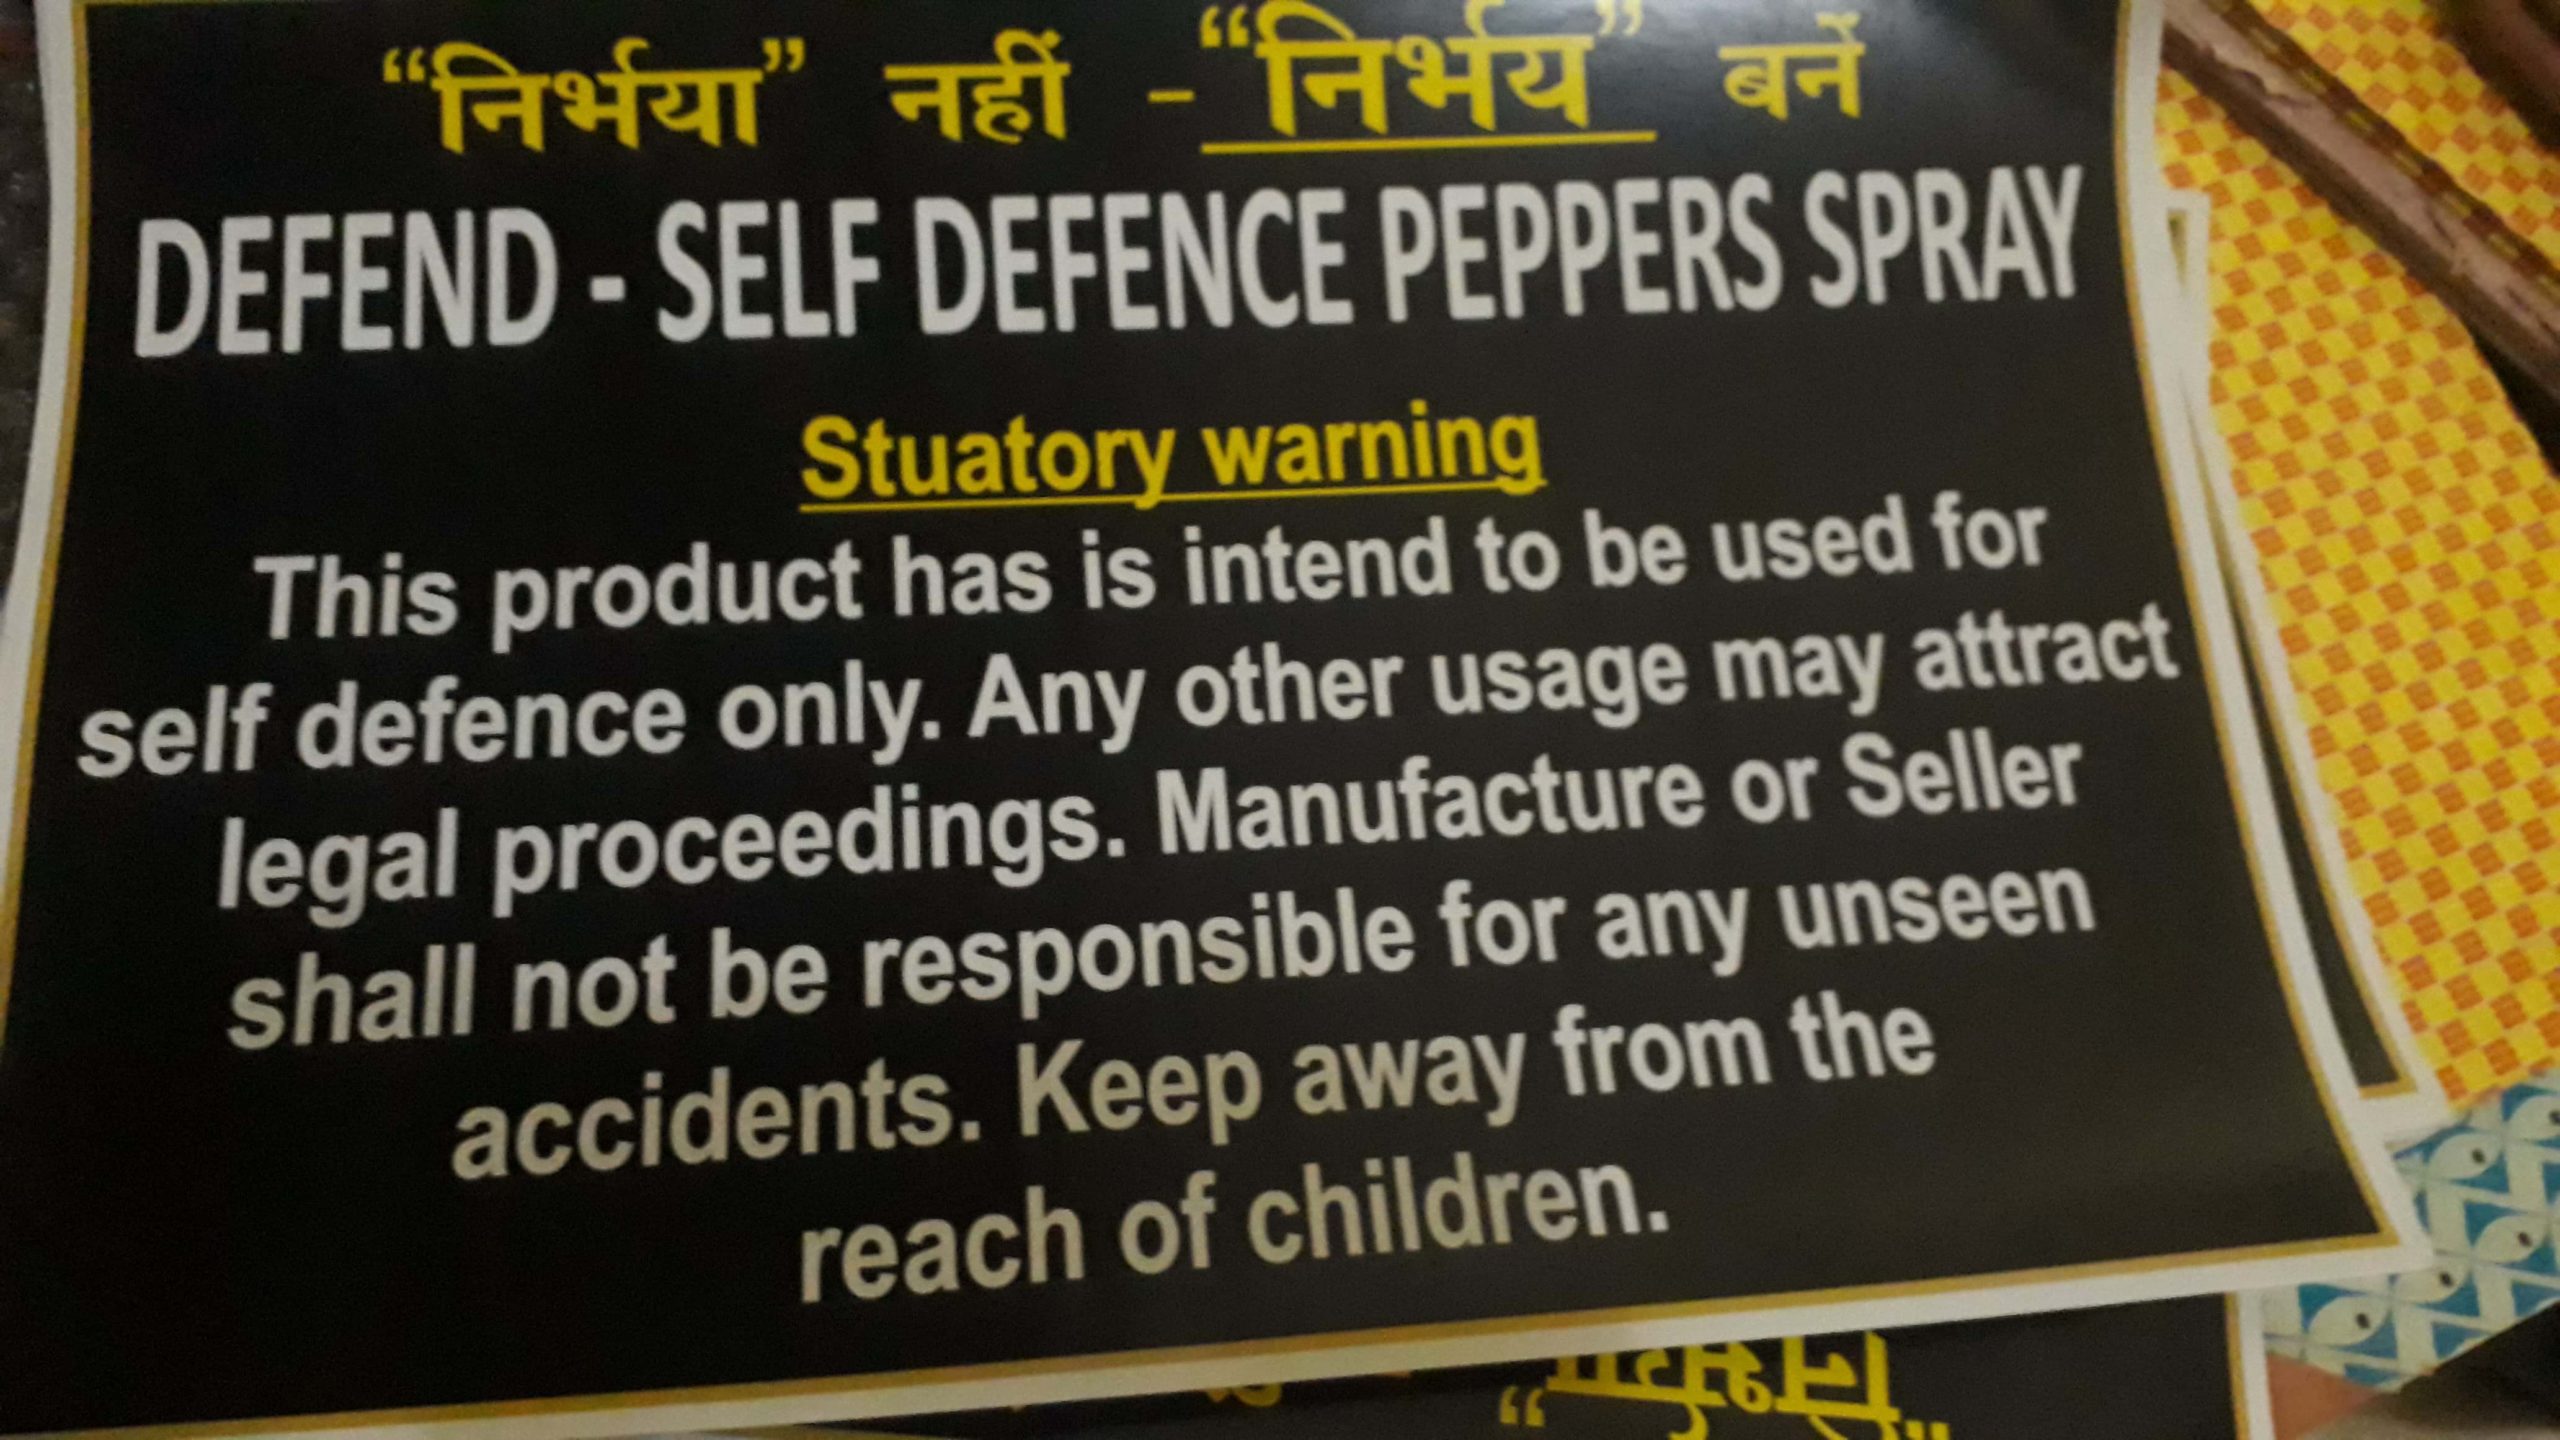 “निर्भया” नहीं - “निर्भय” बनें
DEFEND - SELF DEFENCE PEPPERS SPRAY
Stuatory warning
This product has is intend to be used for
self defence only. Any other usage may attract
legal proceedings. Manufacture or Seller
shall not be responsible for any unseen
accidents. Keep away from the
reach of children.
“निर्भया”